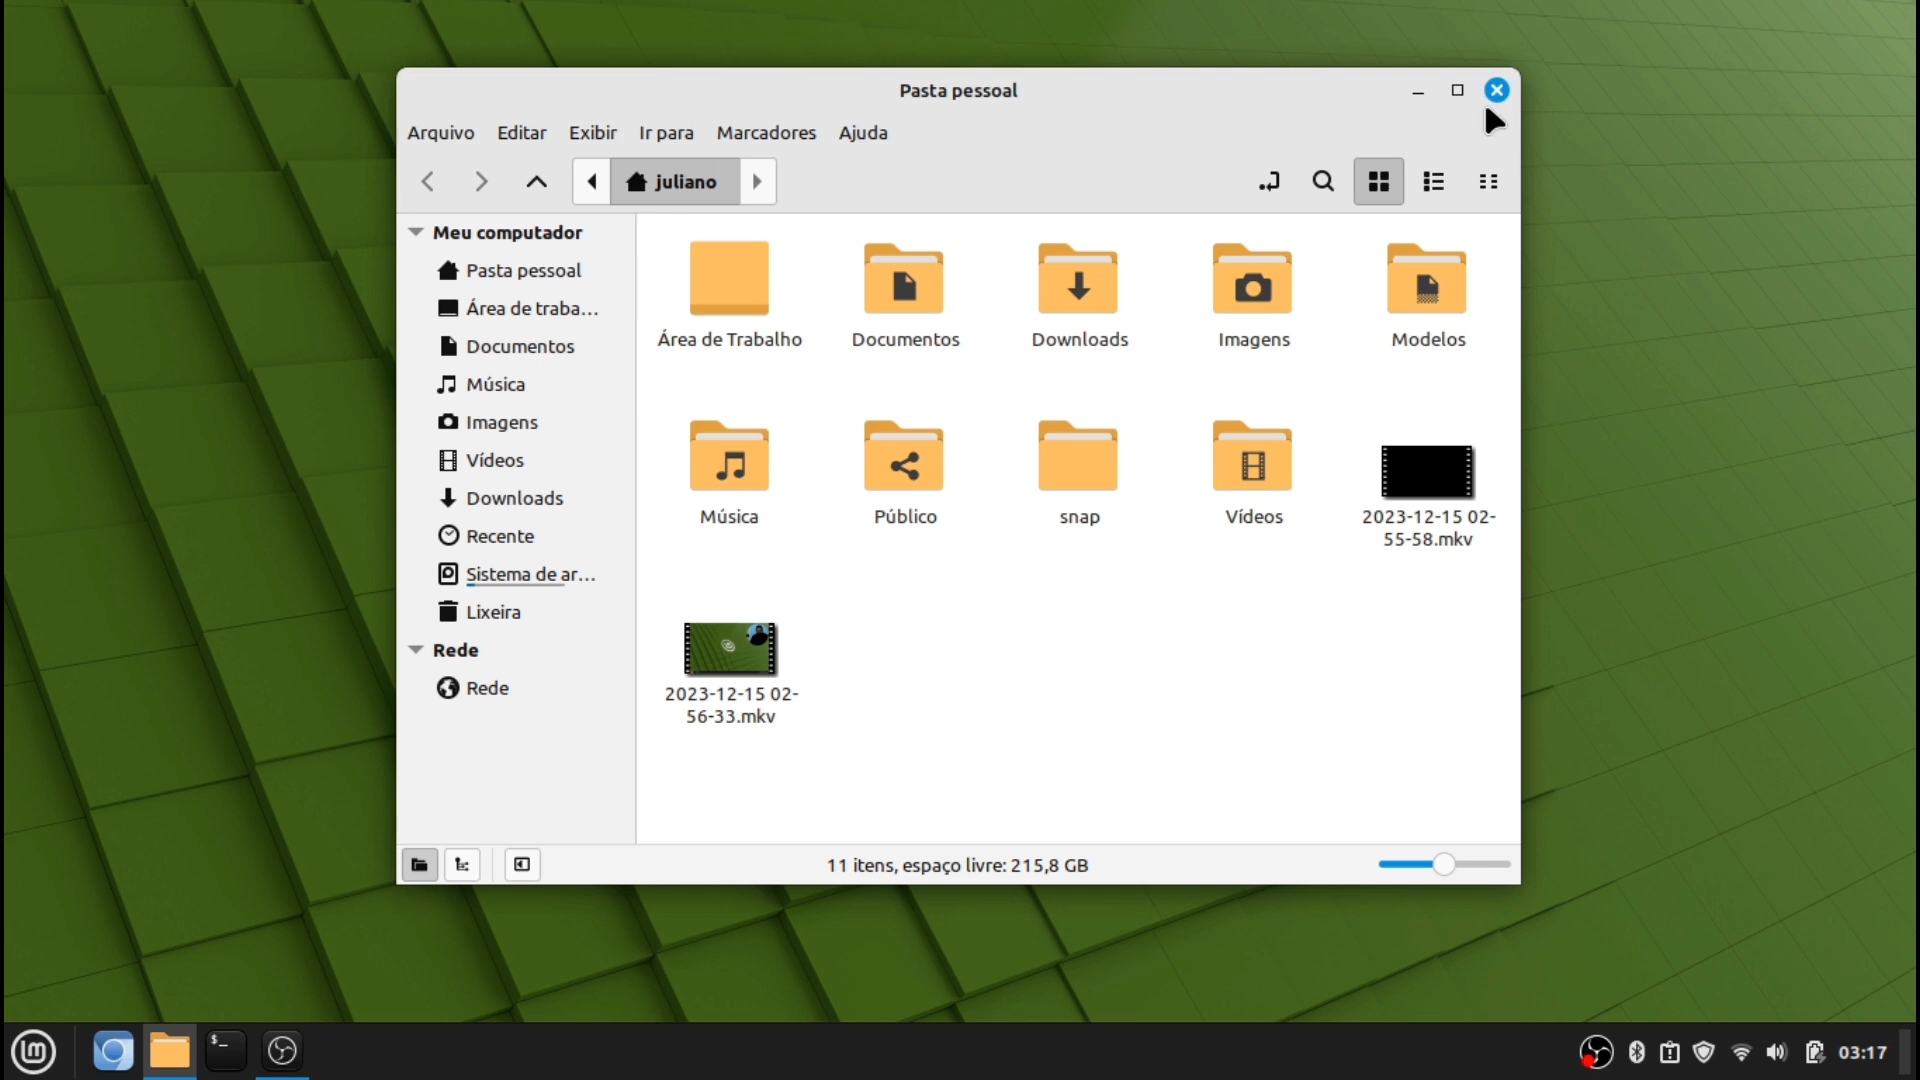 Pasta pessoal
Arquivo Editar Exibir Ir para Marcadores Ajuda
juliano
Meu computador
Pasta pessoal
Área de traba...
Documentos
Música
Imagens
Vídeos
Downloads
Recente
Sistema de ar...
Lixeira
Rede
Rede
Área de Trabalho
Documentos
Downloads
Imagens
Modelos
Música
Público
snap
Vídeos
2023-12-15 02-
55-58.mkv
2023-12-15 02-
56-33.mkv
11 itens, espaço livre: 215,8 GB
$_
03:17